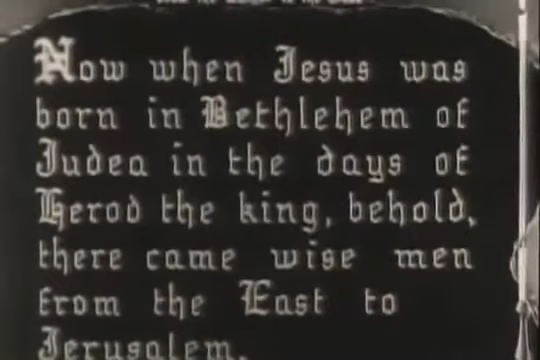 Now when Jesus was
born in Bethlehem of
Judea in the days of
Herod the king, behold,
there came wise men
from the East to
Jerusalem.